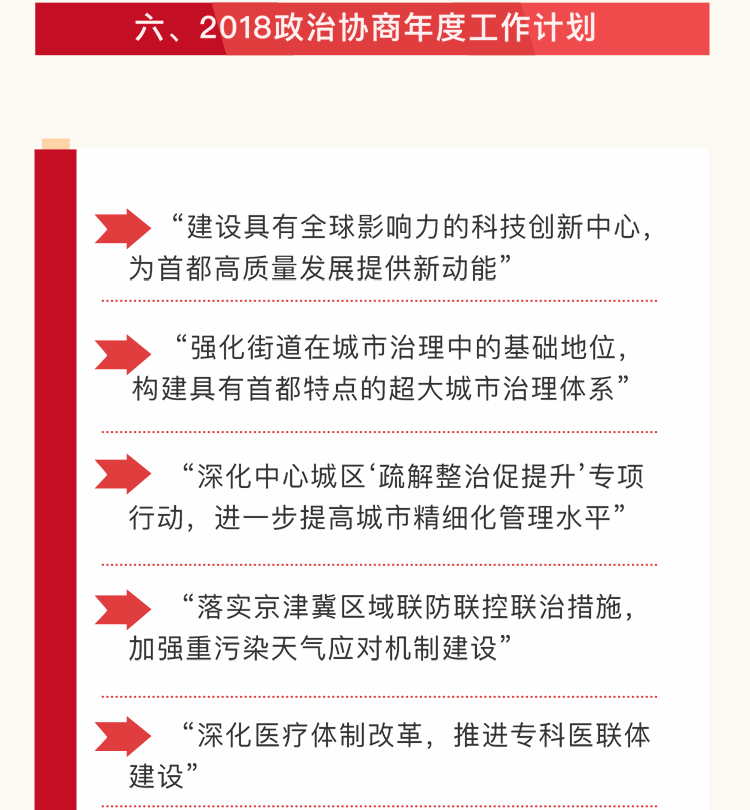 六、2018政治协商年度工作计划
“建设具有全球影响力的科技创新中心，
为首都高质量发展提供新动能”
“强化街道在城市治理中的基础地位，
构建具有首都特点的超大城市治理体系”
“深化中心城区‘疏解整治促提升’专项
行动，进一步提高城市精细化管理水平”
“落实京津冀区域联防联控联治措施，
加强重污染天气应对机制建设”
“深化医疗体制改革，推进专科医联体
建设”